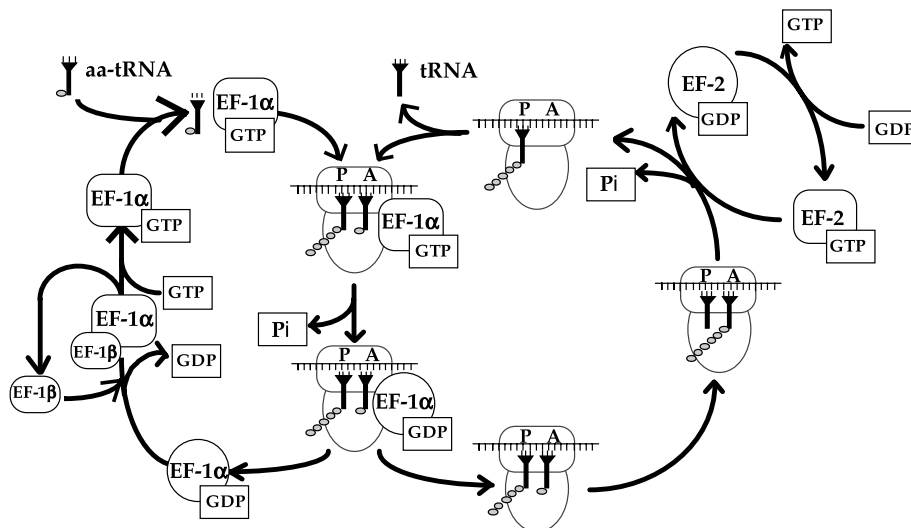 GTP
aa-tRNA
tRNA
EF-1α
GTP
P A
EF-2
GDP
GDP
P A
EF-1α
GTP
EF-1α
GTP
Pi
EF-2
GTP
GTP
EF-1α
EF-1β
Pi
P A
GDP
EF-1β
EF-1α
GDP
P A
P A
EF-1α
GDP